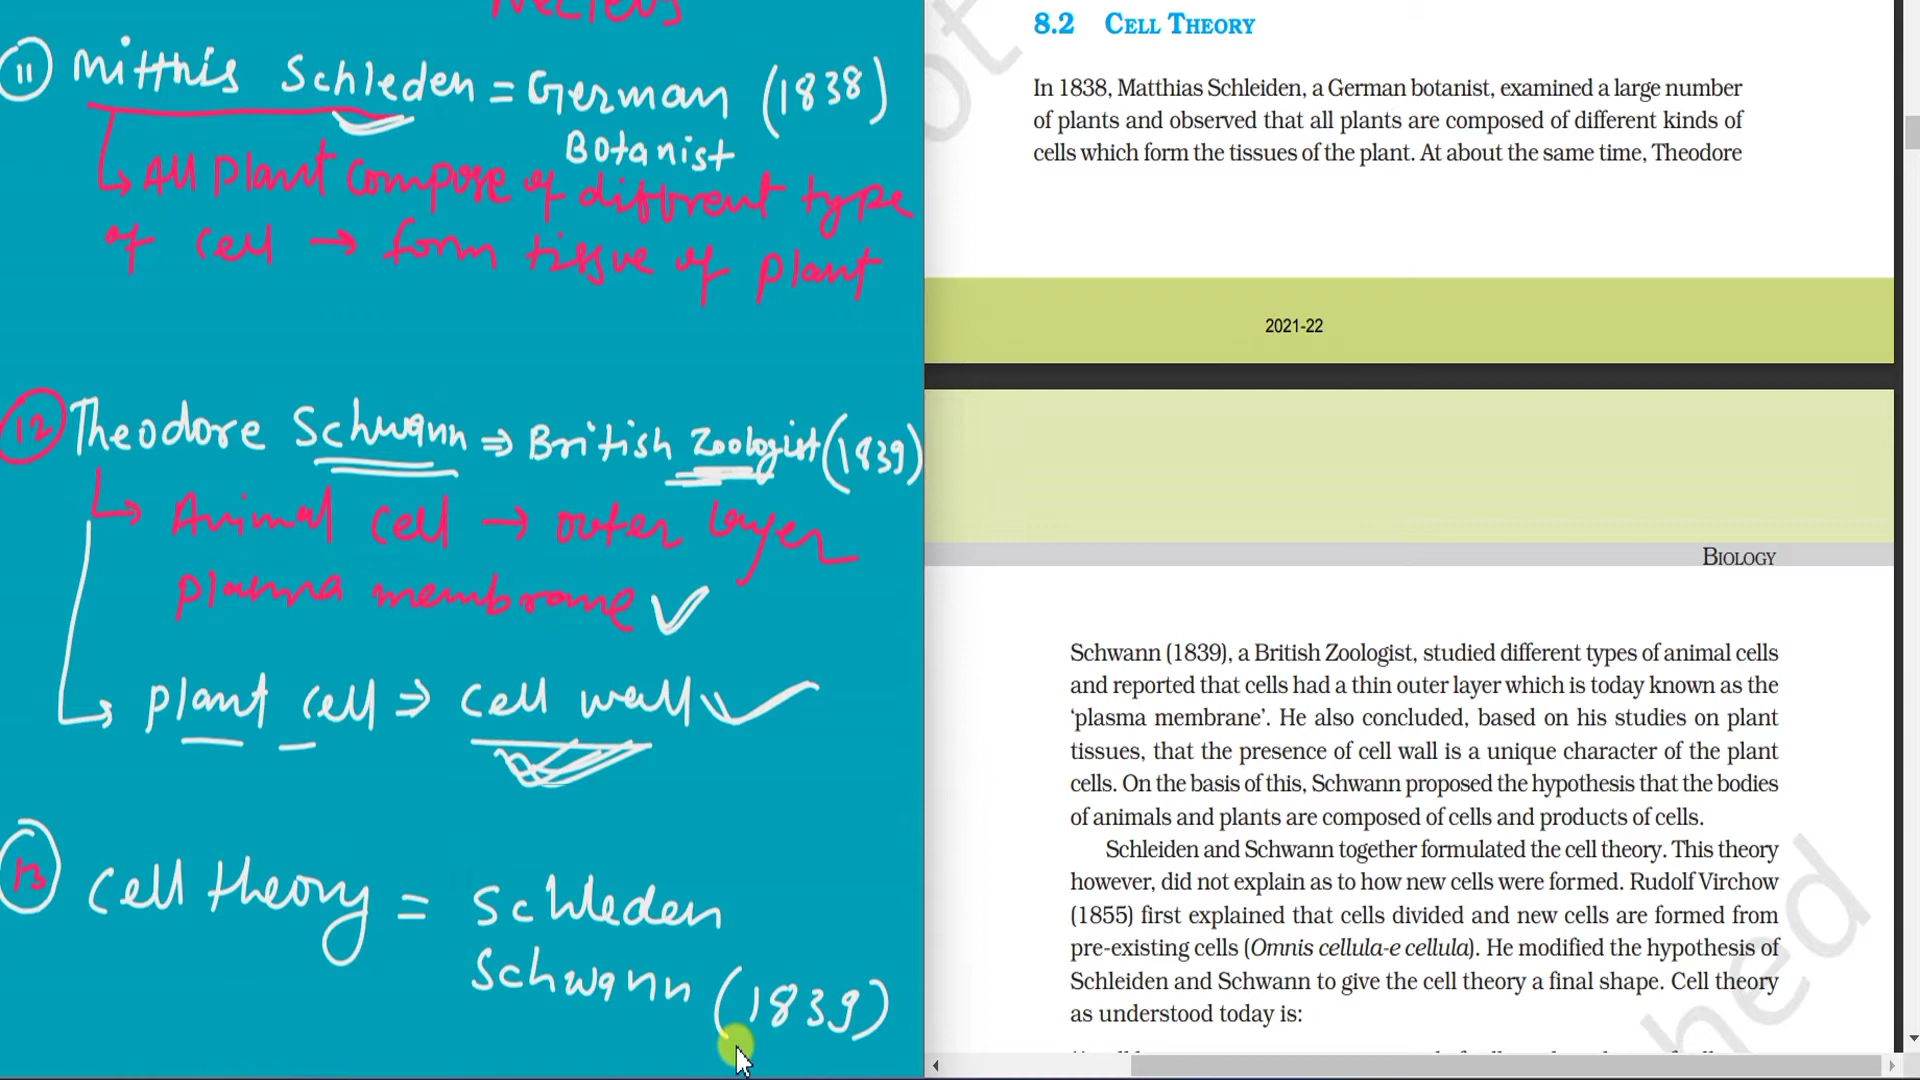 Nucleus
11 Mitthis Schleden = German (1838)
Botanist
↳ All plant compose of different type
of cell → form tissue of plant
12 Theodore Schwann ⇒ British Zoologist (1839)
↳ Animal cell → outer layer
plasma membrane ✓
↳ plant cell ⇒ cell wall ✓
13 Cell theory = Schleden
Schwann (1839)
8.2 CELL THEORY
In 1838, Matthias Schleiden, a German botanist, examined a large number
of plants and observed that all plants are composed of different kinds of
cells which form the tissues of the plant. At about the same time, Theodore
2021-22
BIOLOGY
Schwann (1839), a British Zoologist, studied different types of animal cells
and reported that cells had a thin outer layer which is today known as the
‘plasma membrane’. He also concluded, based on his studies on plant
tissues, that the presence of cell wall is a unique character of the plant
cells. On the basis of this, Schwann proposed the hypothesis that the bodies
of animals and plants are composed of cells and products of cells.
Schleiden and Schwann together formulated the cell theory. This theory
however, did not explain as to how new cells were formed. Rudolf Virchow
(1855) first explained that cells divided and new cells are formed from
pre-existing cells (Omnis cellula-e cellula). He modified the hypothesis of
Schleiden and Schwann to give the cell theory a final shape. Cell theory
as understood today is: